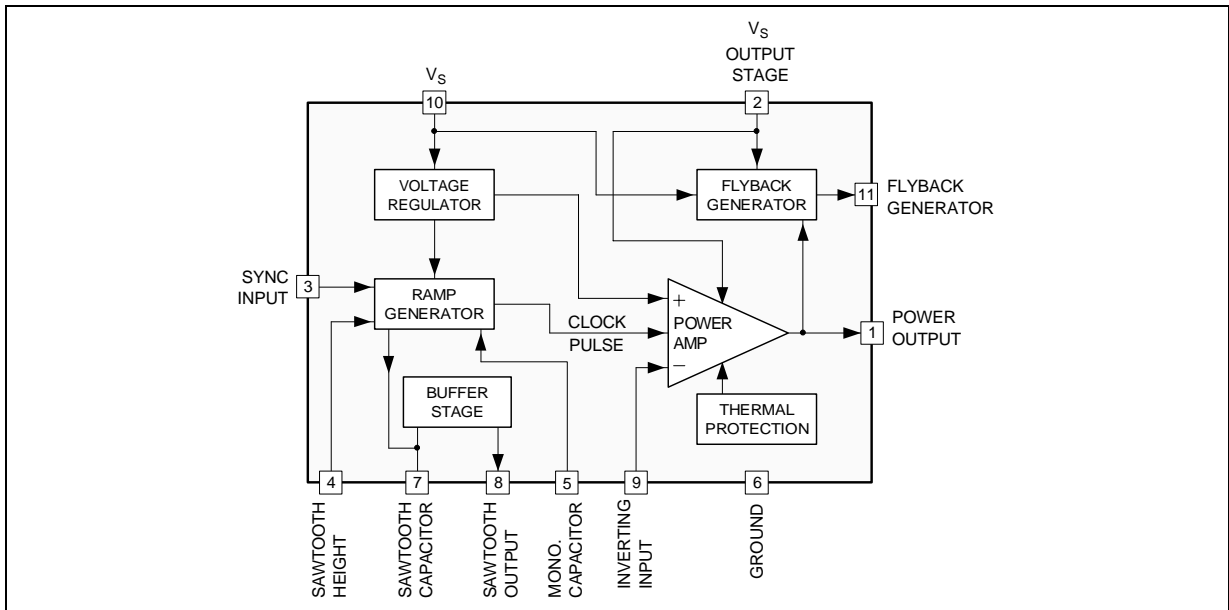 V_S
OUTPUT
STAGE
V_S
10
2
VOLTAGE
REGULATOR
FLYBACK
GENERATOR
11
FLYBACK
GENERATOR
SYNC
INPUT
3
RAMP
GENERATOR
CLOCK
PULSE
+
POWER
AMP
−
1
POWER
OUTPUT
BUFFER
STAGE
THERMAL
PROTECTION
4
7
8
5
9
6
SAWTOOTH
HEIGHT
SAWTOOTH
CAPACITOR
SAWTOOTH
OUTPUT
MONO.
CAPACITOR
INVERTING
INPUT
GROUND